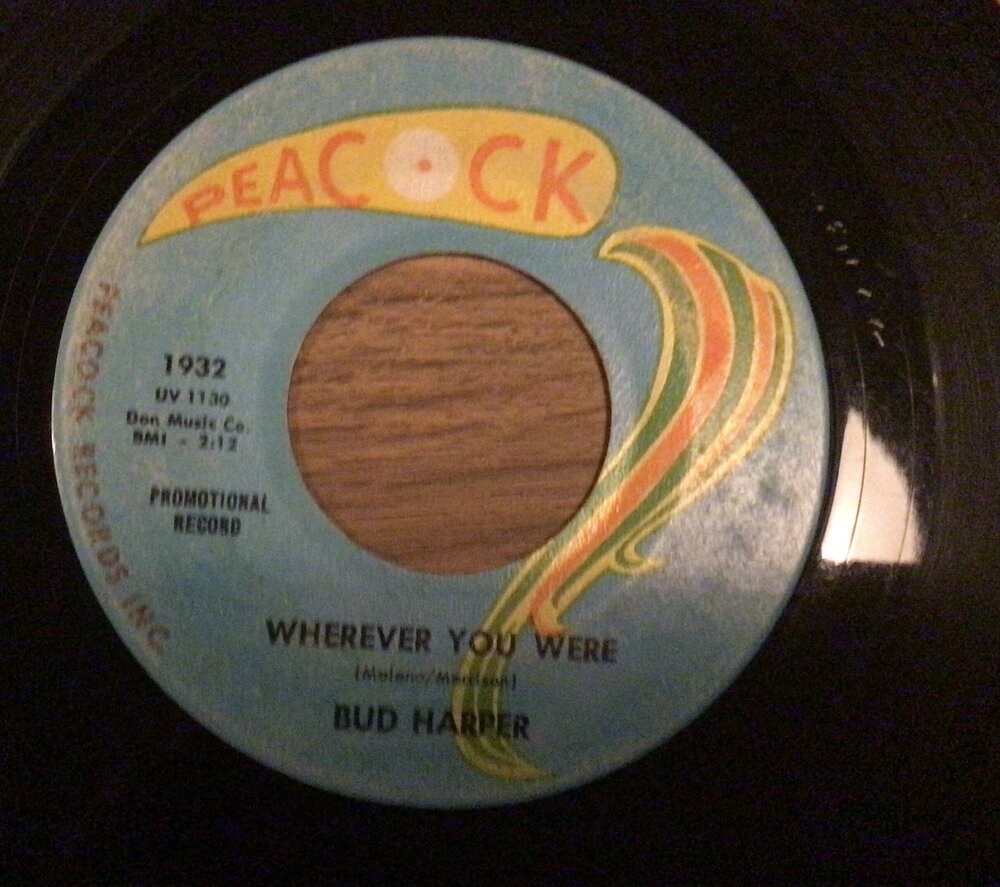 PEACOCK
PEACOCK RECORDS INC.
1932
UV 1130
Don Music Co.
BMI - 2:12
PROMOTIONAL
RECORD
WHEREVER YOU WERE
BUD HARPER